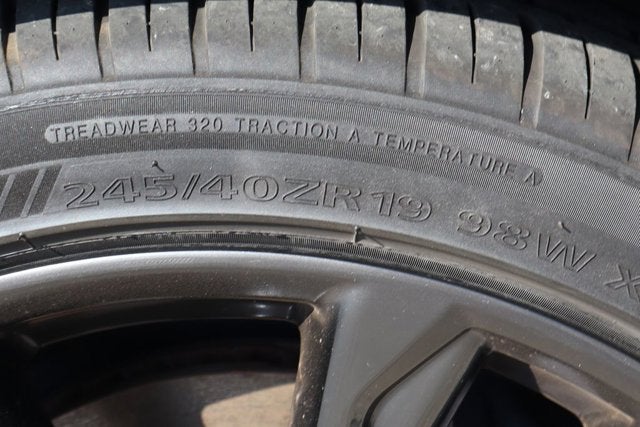 TREADWEAR 320 TRACTION A TEMPERATURE A
245/40ZR19 98W X